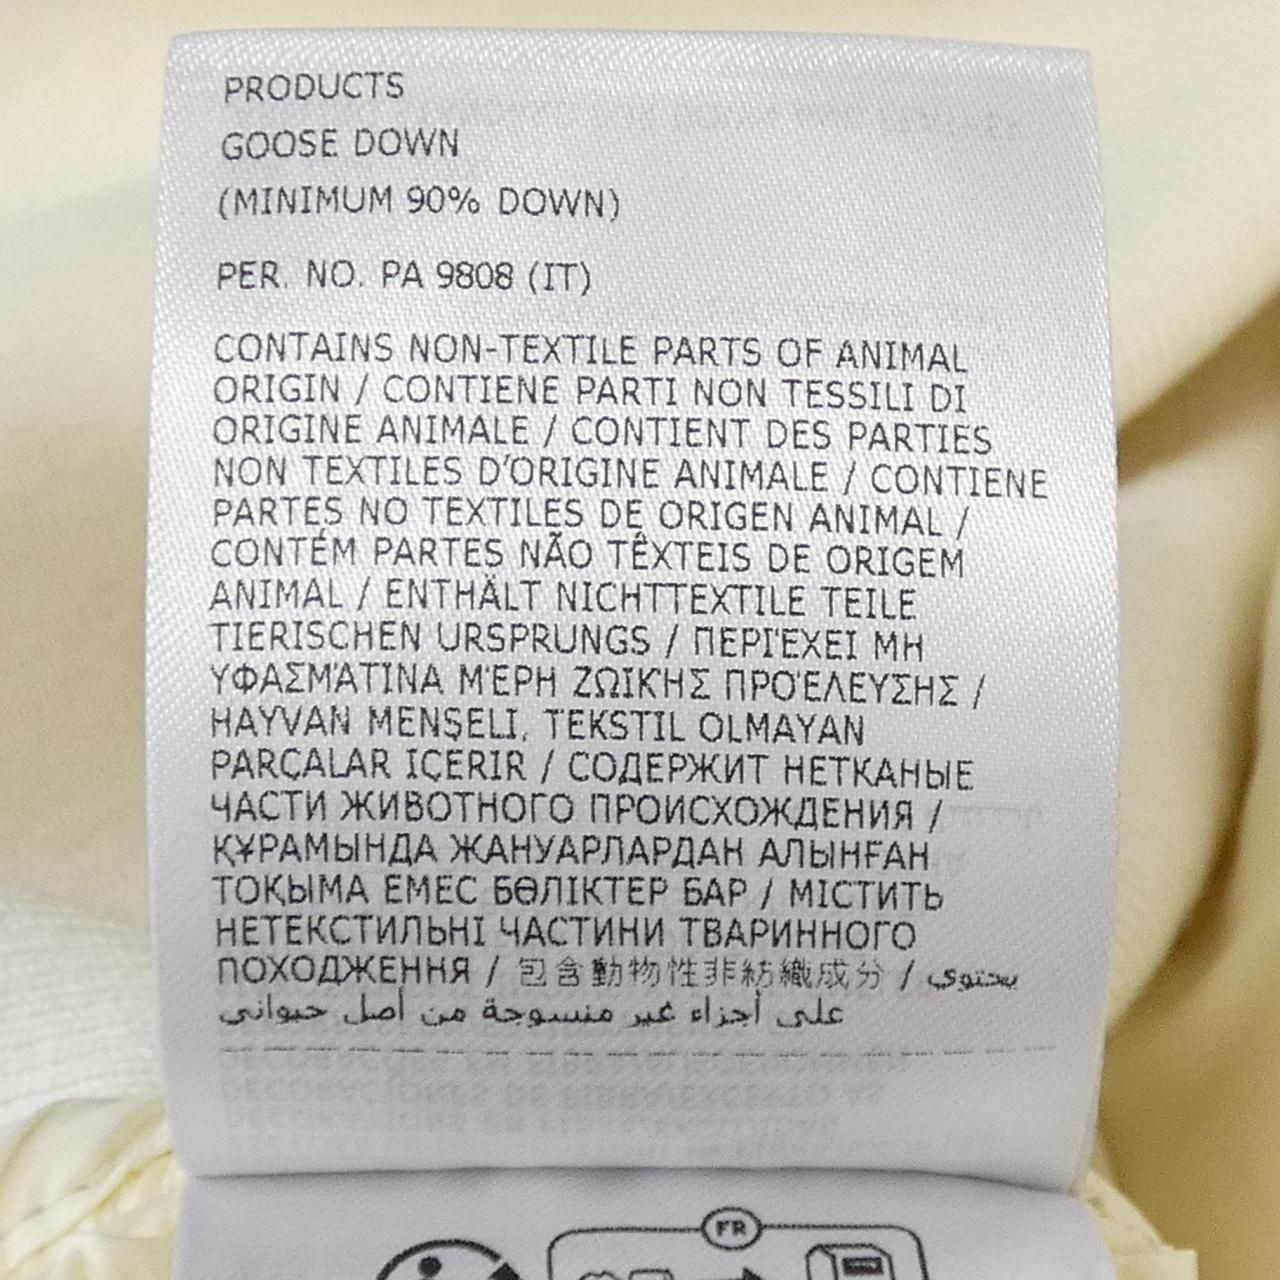 PRODUCTS
GOOSE DOWN
(MINIMUM 90% DOWN)
PER. NO. PA 9808 (IT)
CONTAINS NON-TEXTILE PARTS OF ANIMAL
ORIGIN / CONTIENE PARTI NON TESSILI DI
ORIGINE ANIMALE / CONTIENT DES PARTIES
NON TEXTILES D'ORIGINE ANIMALE / CONTIENE
PARTES NO TEXTILES DE ORIGEN ANIMAL /
CONTÉM PARTES NÃO TÊXTEIS DE ORIGEM
ANIMAL / ENTHÄLT NICHTTEXTILE TEILE
TIERISCHEN URSPRUNGS / ΠΕΡΙΈΧΕΙ ΜΗ
ΥΦΑΣΜΆΤΙΝΑ ΜΈΡΗ ΖΩΙΚΗΣ ΠΡΟΈΛΕΥΣΗΣ /
HAYVAN MENŞELI, TEKSTIL OLMAYAN
PARÇALAR IÇERIR / СОДЕРЖИТ НЕТКАНЫЕ
ЧАСТИ ЖИВОТНОГО ПРОИСХОЖДЕНИЯ /
ҚҰРАМЫНДА ЖАНУАРЛАРДАН АЛЫНҒАН
ТОҚЫМА ЕМЕС БӨЛІКТЕР БАР / МІСТИТЬ
НЕТЕКСТИЛЬНІ ЧАСТИНИ ТВАРИННОГО
ПОХОДЖЕННЯ / 包含動物性非紡織成分 / يحتوي
على أجزاء غير منسوجة من أصل حيواني
FR